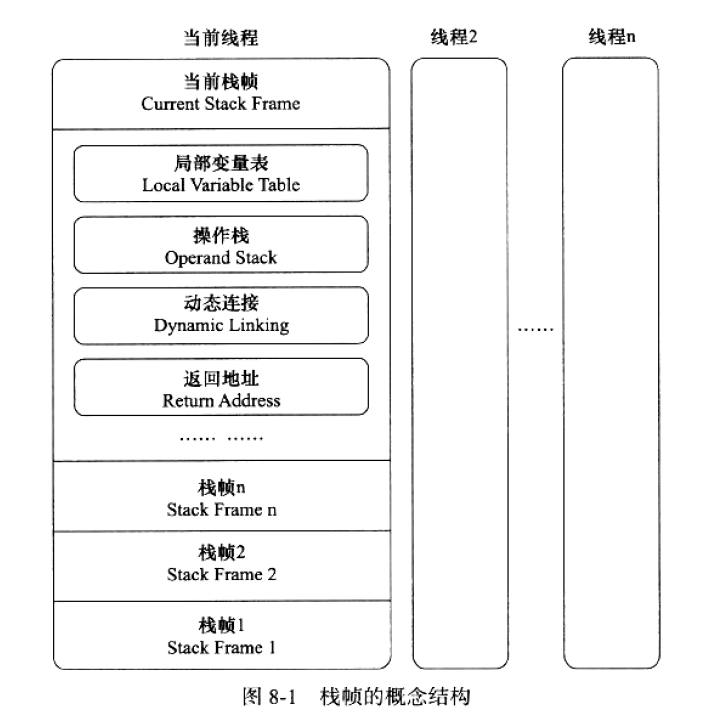 当前线程
线程2
线程n
当前栈帧
Current Stack Frame
局部变量表
Local Variable Table
操作栈
Operand Stack
动态连接
Dynamic Linking
……
返回地址
Return Address
…… ……
栈帧n
Stack Frame n
栈帧2
Stack Frame 2
栈帧1
Stack Frame 1
图 8-1 栈帧的概念结构